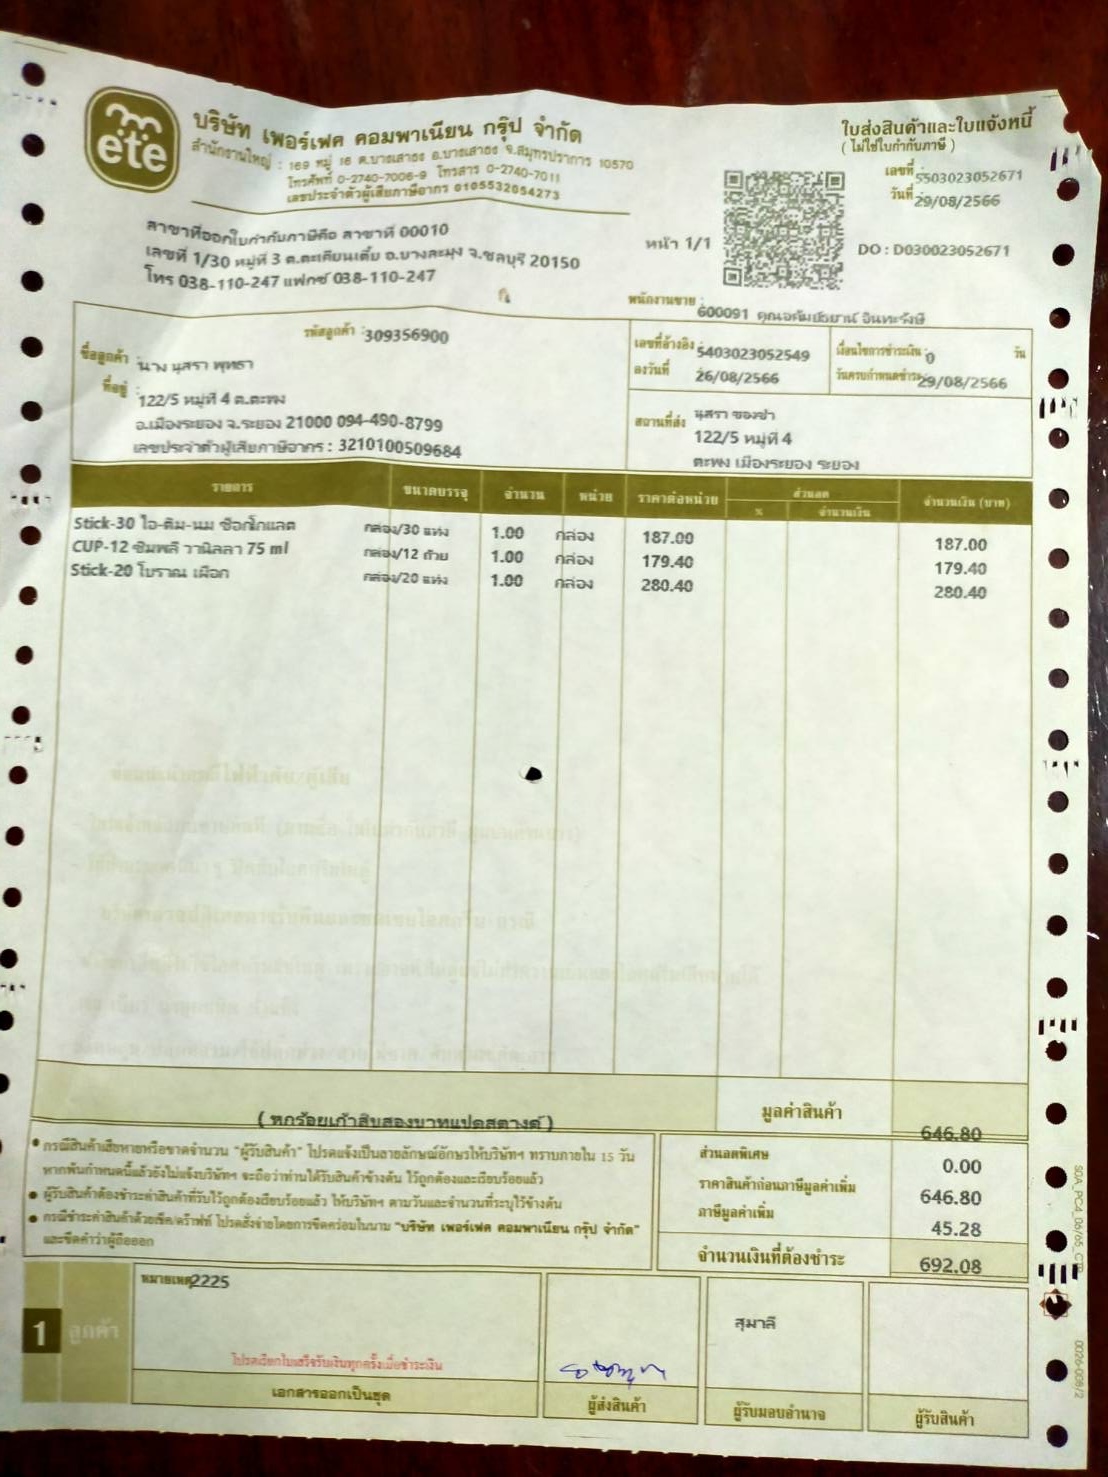 ete
บริษัท เพอร์เฟค คอมพาเนียน กรุ๊ป จำกัด
สำนักงานใหญ่ : 169 หมู่ 16 ต.บางเสาธง อ.บางเสาธง จ.สมุทรปราการ 10570
โทรศัพท์ 0-2740-7006-9 โทรสาร 0-2740-7011
เลขประจำตัวผู้เสียภาษีอากร 0105532054273
ใบส่งสินค้าและใบแจ้งหนี้
( ไม่ใช่ใบกำกับภาษี )
เลขที่ : 5503023052671
วันที่ : 29/08/2566
สาขาที่ออกใบกำกับภาษีคือ สาขาที่ 00010
เลขที่ 1/30 หมู่ที่ 3 ต.ตะเคียนเตี้ย อ.บางละมุง จ.ชลบุรี 20150
โทร 038-110-247 แฟกซ์ 038-110-247
หน้า 1/1
DO : D030023052671
พนักงานขาย :
600091
รหัสลูกค้า : 309356900
ชื่อลูกค้า : นาง นุสรา พุทธา
ที่อยู่ : 122/5 หมู่ที่ 4 ต.ตะพง
อ.เมืองระยอง จ.ระยอง 21000 094-490-8799
เลขประจำตัวผู้เสียภาษีอากร : 3210100509684
เลขที่อ้างอิง 5403023052549
ลงวันที่ 26/08/2566
เงื่อนไขการชำระเงิน : 0 วัน
วันครบกำหนดชำระ : 29/08/2566
สถานที่ส่ง นุสรา ของชำ
122/5 หมู่ที่ 4
ตะพง เมืองระยอง ระยอง
รายการ ขนาดบรรจุ จำนวน หน่วย ราคาต่อหน่วย ส่วนลด จำนวนเงิน (บาท)
% จำนวนเงิน
Stick-30 ไอ-ติม-นม ช๊อกโกแลต กล่อง/30 แท่ง 1.00 กล่อง 187.00 187.00
CUP-12 ซิมพลี วานิลลา 75 ml กล่อง/12 ถ้วย 1.00 กล่อง 179.40 179.40
Stick-20 โบราณ เผือก กล่อง/20 แท่ง 1.00 กล่อง 280.40 280.40
( หกร้อยเก้าสิบสองบาทแปดสตางค์ )
มูลค่าสินค้า 646.80
• กรณีสินค้าเสียหายหรือขาดจำนวน "ผู้รับสินค้า" โปรดแจ้งเป็นลายลักษณ์อักษรให้บริษัทฯ ทราบภายใน 15 วัน
หากพ้นกำหนดนี้แล้วยังไม่แจ้งบริษัทฯ จะถือว่าท่านได้รับสินค้าข้างต้น ไว้ถูกต้องและเรียบร้อยแล้ว
• ผู้รับสินค้าต้องชำระค่าสินค้าที่รับไว้ถูกต้องเรียบร้อยแล้ว ให้บริษัทฯ ตามวันและจำนวนที่ระบุไว้ข้างต้น
• กรณีชำระค่าสินค้าด้วยเช็ค/ดร๊าฟท์ โปรดสั่งจ่ายโดยการขีดคร่อมในนาม "บริษัท เพอร์เฟค คอมพาเนียน กรุ๊ป จำกัด"
และขีดคำว่าผู้ถือออก
ส่วนลดพิเศษ 0.00
ราคาสินค้าก่อนภาษีมูลค่าเพิ่ม 646.80
ภาษีมูลค่าเพิ่ม 45.28
จำนวนเงินที่ต้องชำระ 692.08
1 ลูกค้า
หมายเหตุ 2225
โปรดเรียกใบเสร็จรับเงินทุกครั้งเมื่อชำระเงิน
เอกสารออกเป็นชุด
ผู้ส่งสินค้า
สุมาลี
ผู้รับมอบอำนาจ
ผู้รับสินค้า